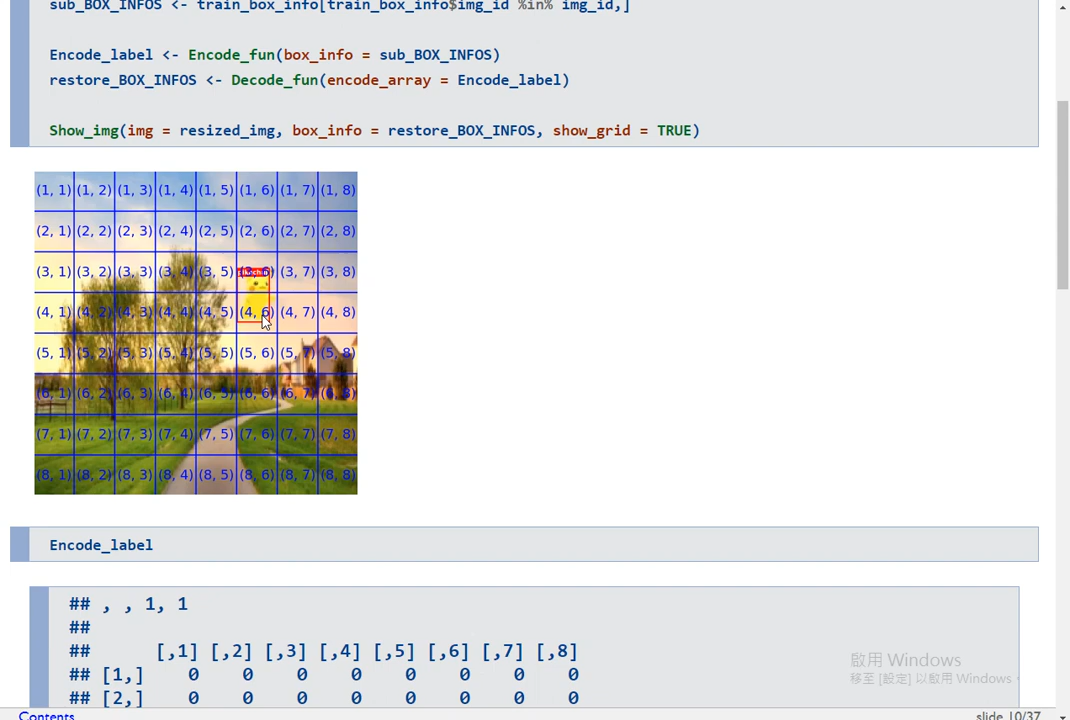 sub_BOX_INFOS <- train_box_info[train_box_info$img_id %in% img_id,]
Encode_label <- Encode_fun(box_info = sub_BOX_INFOS)
restore_BOX_INFOS <- Decode_fun(encode_array = Encode_label)
Show_img(img = resized_img, box_info = restore_BOX_INFOS, show_grid = TRUE)
(1, 1) (1, 2) (1, 3) (1, 4) (1, 5) (1, 6) (1, 7) (1, 8)
(2, 1) (2, 2) (2, 3) (2, 4) (2, 5) (2, 6) (2, 7) (2, 8)
(3, 1) (3, 2) (3, 3) (3, 4) (3, 5) (3, 6) (3, 7) (3, 8)
(4, 1) (4, 2) (4, 3) (4, 4) (4, 5) (4, 6) (4, 7) (4, 8)
(5, 1) (5, 2) (5, 3) (5, 4) (5, 5) (5, 6) (5, 7) (5, 8)
(6, 1) (6, 2) (6, 3) (6, 4) (6, 5) (6, 6) (6, 7) (6, 8)
(7, 1) (7, 2) (7, 3) (7, 4) (7, 5) (7, 6) (7, 7) (7, 8)
(8, 1) (8, 2) (8, 3) (8, 4) (8, 5) (8, 6) (8, 7) (8, 8)
Encode_label
## , , 1, 1
##
## [,1] [,2] [,3] [,4] [,5] [,6] [,7] [,8]
## [1,] 0 0 0 0 0 0 0 0
## [2,] 0 0 0 0 0 0 0 0
啟用 Windows
移至 [設定] 以啟用 Windows。
Contents
slide 10/37